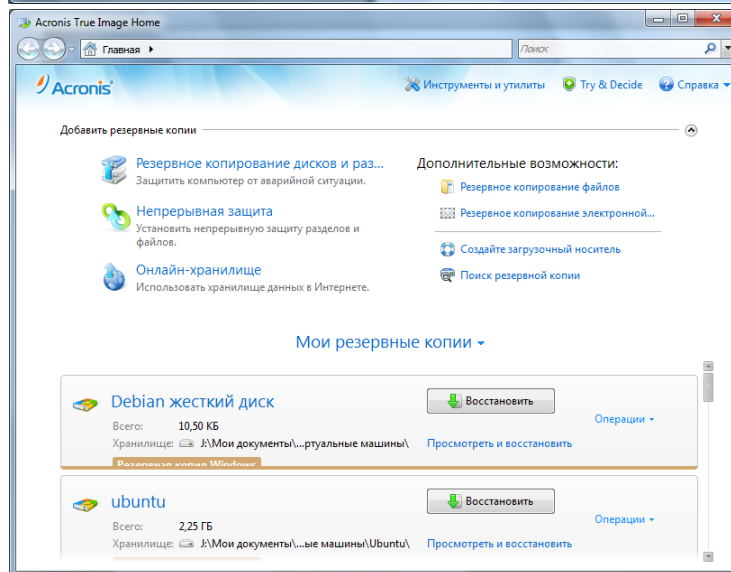 Acronis True Image Home
Главная
Поиск
Acronis
Инструменты и утилиты
Try & Decide
Справка
Добавить резервные копии
Резервное копирование дисков и раз...
Защитить компьютер от аварийной ситуации.
Непрерывная защита
Установить непрерывную защиту разделов и
файлов.
Онлайн-хранилище
Использовать хранилище данных в Интернете.
Дополнительные возможности:
Резервное копирование файлов
Резервное копирование электронной...
Создайте загрузочный носитель
Поиск резервной копии
Мои резервные копии
Debian жесткий диск
Всего: 10,50 КБ
Хранилище: J:\Мои документы\...ртуальные машины\
Резервная копия Windows
Восстановить
Просмотреть и восстановить
Операции
ubuntu
Всего: 2,25 ГБ
Хранилище: J:\Мои документы\...ые машины\Ubuntu\
Восстановить
Просмотреть и восстановить
Операции